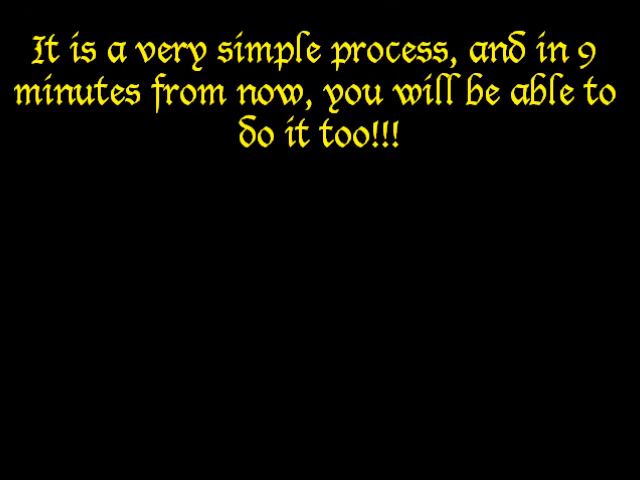 It is a very simple process, and in 9
minutes from now, you will be able to
do it too!!!